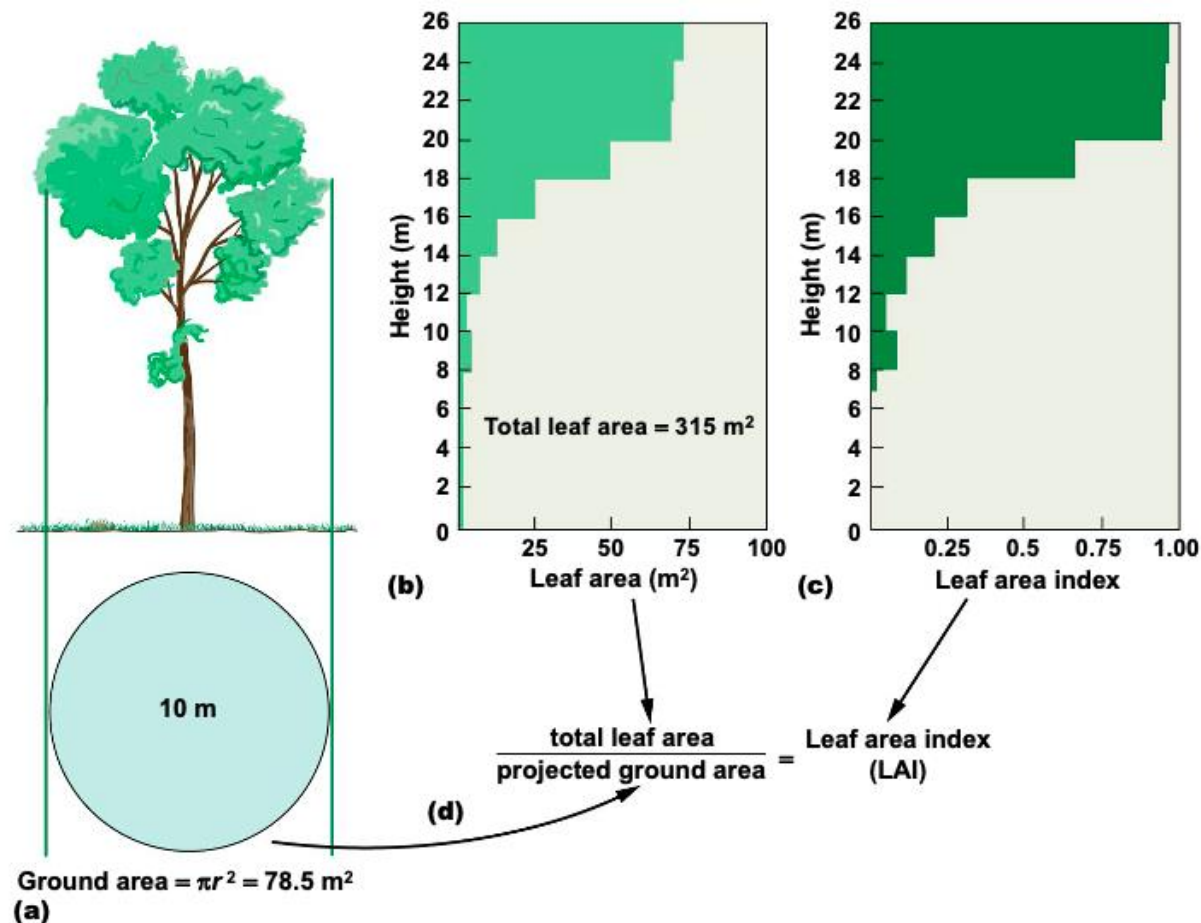 26
24
22
20
18
16
14
12
10
8
6
4
2
0
Height (m)
Total leaf area = 315 m²
25 50 75 100
(b) Leaf area (m²)
26
24
22
20
18
16
14
12
10
8
6
4
2
0
Height (m)
0.25 0.5 0.75 1.00
(c) Leaf area index
10 m
total leaf area
projected ground area
= Leaf area index
(LAI)
(d)
Ground area = πr² = 78.5 m²
(a)